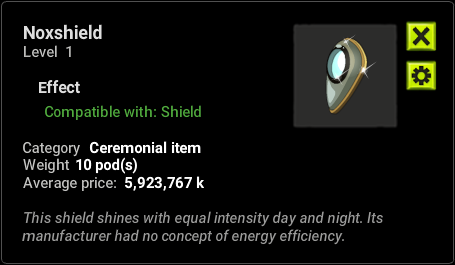 Noxshield
Level 1
Effect
Compatible with: Shield
Category Ceremonial item
Weight 10 pod(s)
Average price: 5,923,767 k
This shield shines with equal intensity day and night. Its
manufacturer had no concept of energy efficiency.